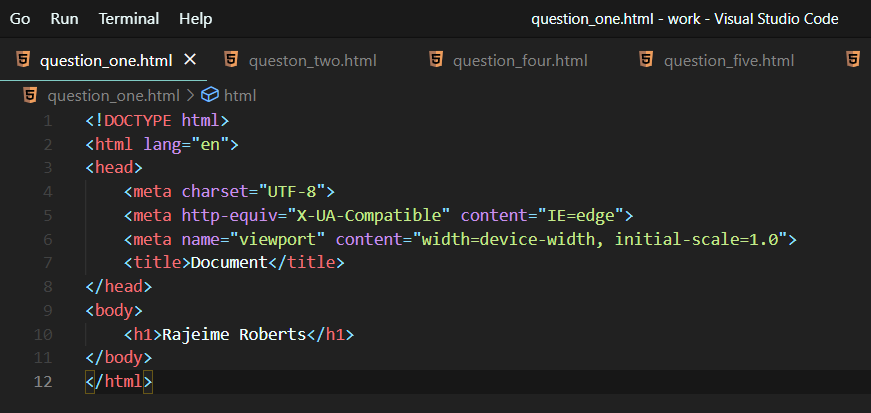 Go Run Terminal Help question_one.html - work - Visual Studio Code
question_one.html × queston_two.html question_four.html question_five.html
question_one.html > html
1 <!DOCTYPE html>
2 <html lang="en">
3 <head>
4 <meta charset="UTF-8">
5 <meta http-equiv="X-UA-Compatible" content="IE=edge">
6 <meta name="viewport" content="width=device-width, initial-scale=1.0">
7 <title>Document</title>
8 </head>
9 <body>
10 <h1>Rajeime Roberts</h1>
11 </body>
12 </html>